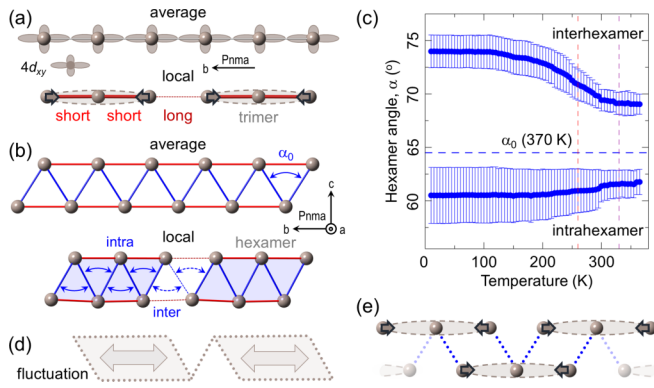 (a)
average
4dxy
local
Pnma
b
short
short
long
trimer
(b)
average
α0
c
Pnma
b
a
local
intra
hexamer
inter
(c)
Hexamer angle, α (°)
75
70
65
60
interhexamer
α0 (370 K)
intrahexamer
0
100
200
300
Temperature (K)
(d)
fluctuation
(e)